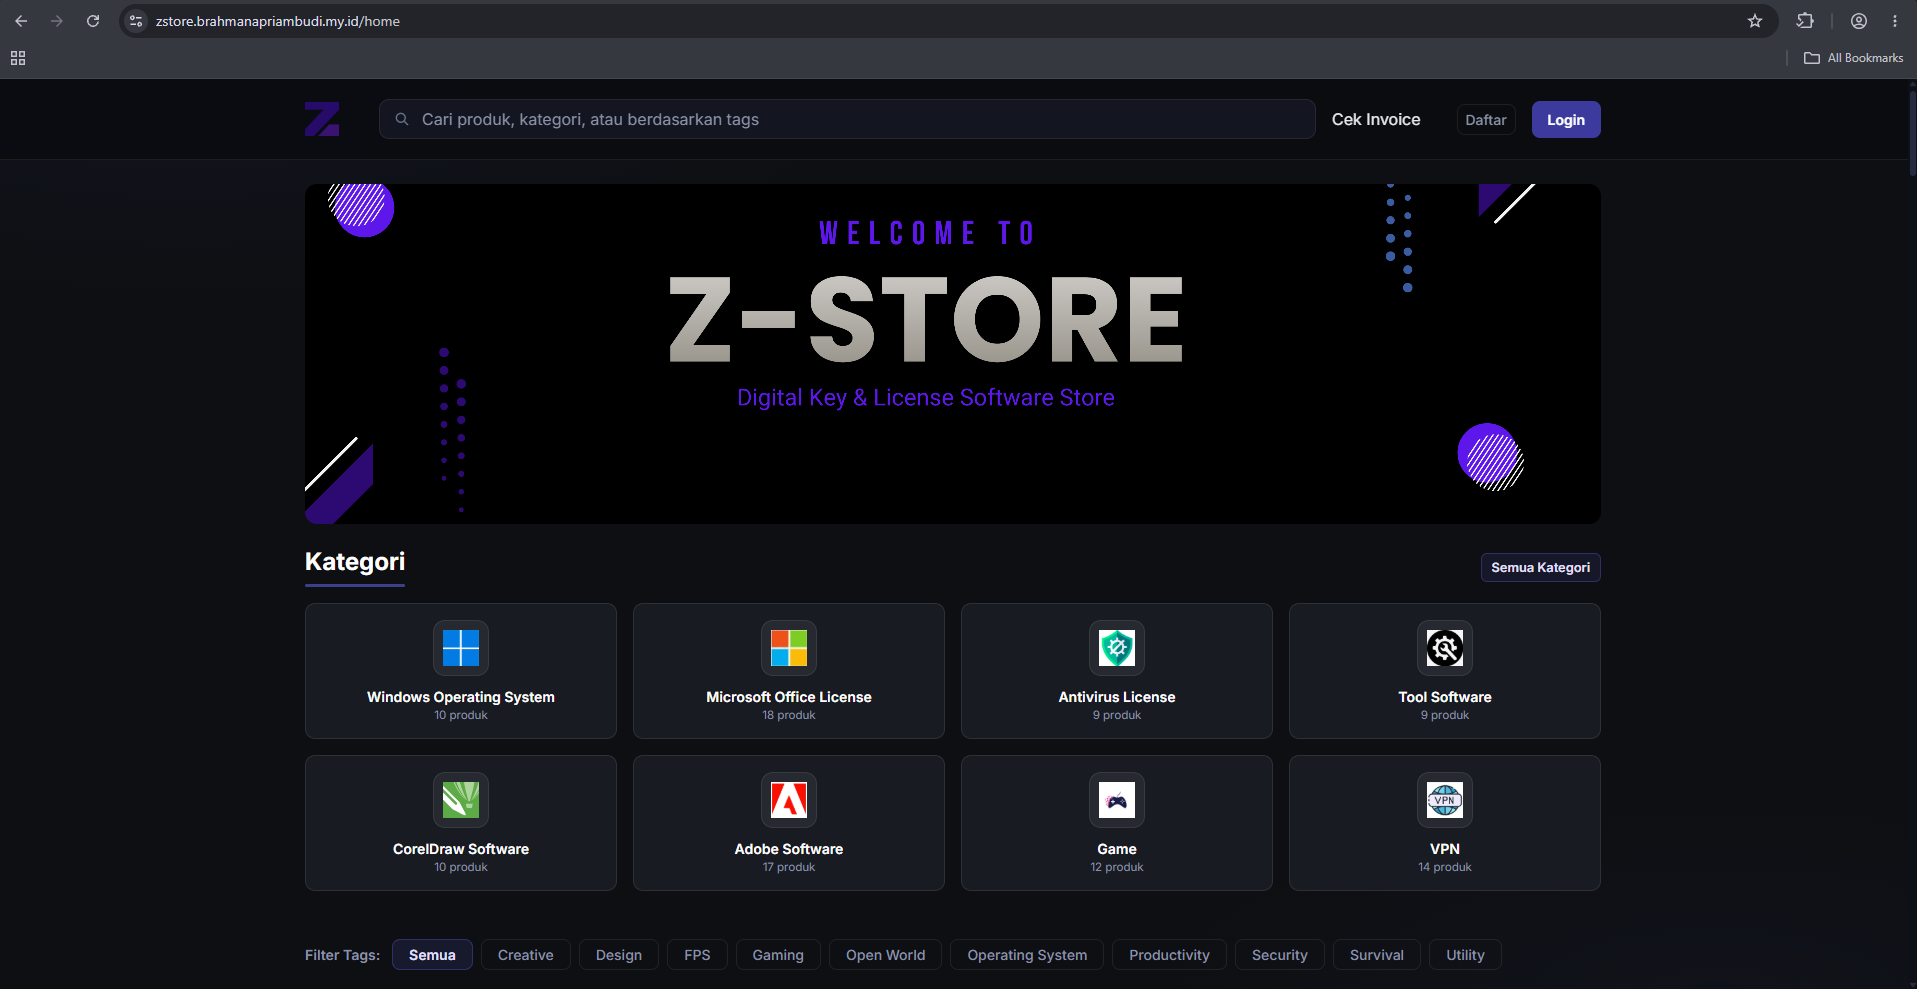 zstore.brahmanapriambudi.my.id/home
All Bookmarks
Z
Cari produk, kategori, atau berdasarkan tags
Cek Invoice
Daftar
Login
WELCOME TO
Z-STORE
Digital Key & License Software Store
Kategori
Semua Kategori
Windows Operating System
10 produk
Microsoft Office License
18 produk
Antivirus License
9 produk
Tool Software
9 produk
CorelDraw Software
10 produk
Adobe Software
17 produk
Game
12 produk
VPN
VPN
14 produk
Filter Tags:
Semua
Creative
Design
FPS
Gaming
Open World
Operating System
Productivity
Security
Survival
Utility